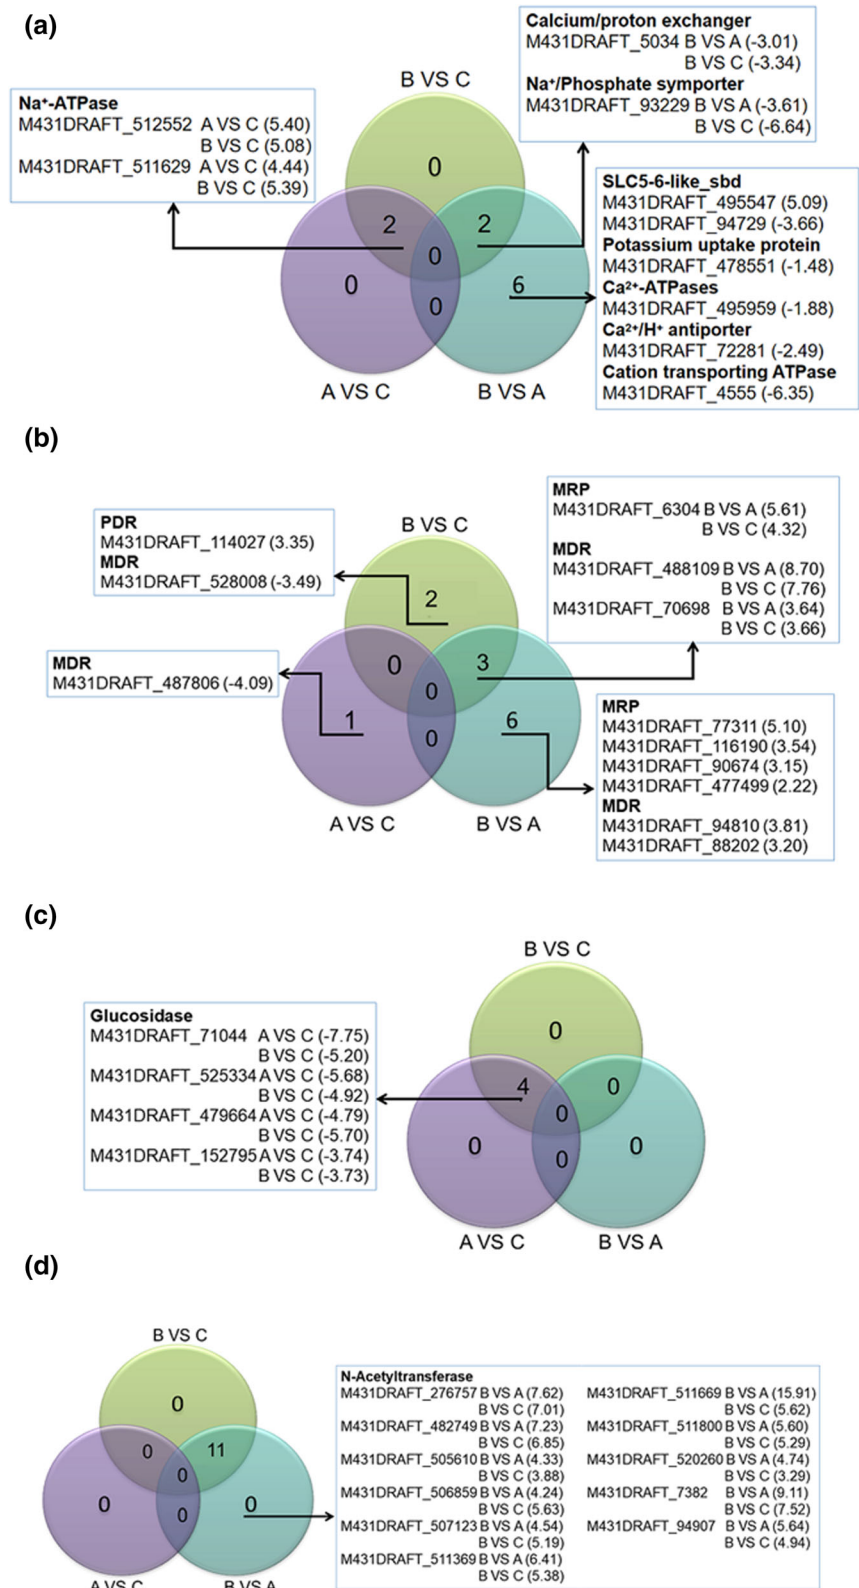 (a)
B VS C
Calcium/proton exchanger
M431DRAFT_5034 B VS A (-3.01)
B VS C (-3.34)
Na⁺/Phosphate symporter
M431DRAFT_93229 B VS A (-3.61)
B VS C (-6.64)
Na⁺-ATPase
M431DRAFT_512552 A VS C (5.40)
B VS C (5.08)
M431DRAFT_511629 A VS C (4.44)
B VS C (5.39)
0
2
2
0
0
6
0
A VS C
B VS A
SLC5-6-like_sbd
M431DRAFT_495547 (5.09)
M431DRAFT_94729 (-3.66)
Potassium uptake protein
M431DRAFT_478551 (-1.48)
Ca²⁺-ATPases
M431DRAFT_495959 (-1.88)
Ca²⁺/H⁺ antiporter
M431DRAFT_72281 (-2.49)
Cation transporting ATPase
M431DRAFT_4555 (-6.35)
(b)
PDR
M431DRAFT_114027 (3.35)
MDR
M431DRAFT_528008 (-3.49)
B VS C
MRP
M431DRAFT_6304 B VS A (5.61)
B VS C (4.32)
MDR
M431DRAFT_488109 B VS A (8.70)
B VS C (7.76)
M431DRAFT_70698 B VS A (3.64)
B VS C (3.66)
MDR
M431DRAFT_487806 (-4.09)
2
0
3
0
1
0
6
A VS C
B VS A
MRP
M431DRAFT_77311 (5.10)
M431DRAFT_116190 (3.54)
M431DRAFT_90674 (3.15)
M431DRAFT_477499 (2.22)
MDR
M431DRAFT_94810 (3.81)
M431DRAFT_88202 (3.20)
(c)
B VS C
Glucosidase
M431DRAFT_71044 A VS C (-7.75)
B VS C (-5.20)
M431DRAFT_525334 A VS C (-5.68)
B VS C (-4.92)
M431DRAFT_479664 A VS C (-4.79)
B VS C (-5.70)
M431DRAFT_152795 A VS C (-3.74)
B VS C (-3.73)
0
4
0
0
0
0
0
A VS C
B VS A
(d)
B VS C
0
0
11
0
0
0
0
A VS C
B VS A
N-Acetyltransferase
M431DRAFT_276757 B VS A (7.62)
B VS C (7.01)
M431DRAFT_482749 B VS A (7.23)
B VS C (6.85)
M431DRAFT_505610 B VS A (4.33)
B VS C (3.88)
M431DRAFT_506859 B VS A (4.24)
B VS C (5.63)
M431DRAFT_507123 B VS A (4.54)
B VS C (5.19)
M431DRAFT_511369 B VS A (6.41)
B VS C (5.38)
M431DRAFT_511669 B VS A (15.91)
B VS C (5.62)
M431DRAFT_511800 B VS A (5.60)
B VS C (5.29)
M431DRAFT_520260 B VS A (4.74)
B VS C (3.29)
M431DRAFT_7382 B VS A (9.11)
B VS C (7.52)
M431DRAFT_94907 B VS A (5.64)
B VS C (4.94)